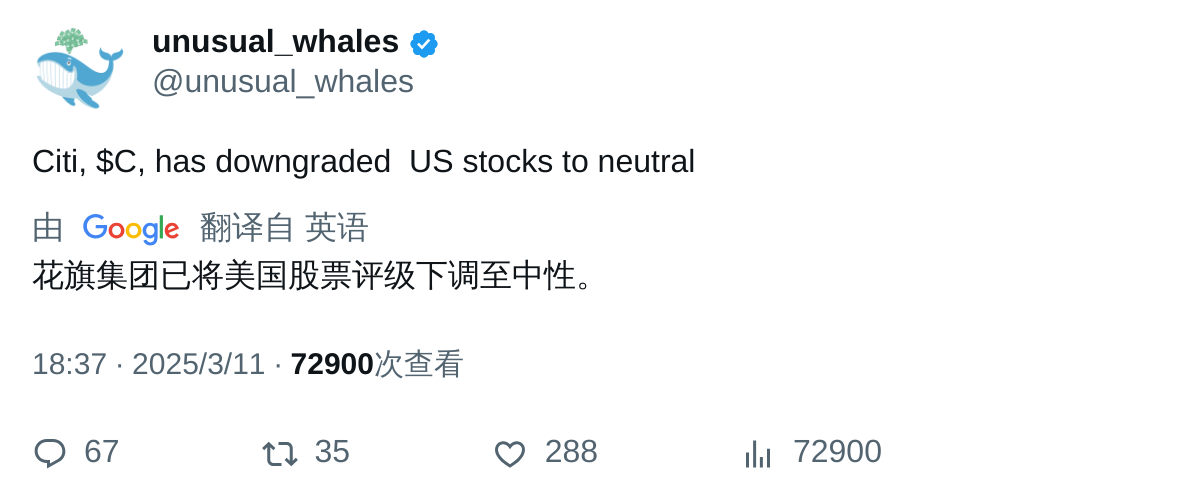 unusual_whales
@unusual_whales
Citi, $C, has downgraded  US stocks to neutral
由 Google 翻译自 英语
花旗集团已将美国股票评级下调至中性。
18:37 · 2025/3/11 · 72900次查看
67 35 288 72900